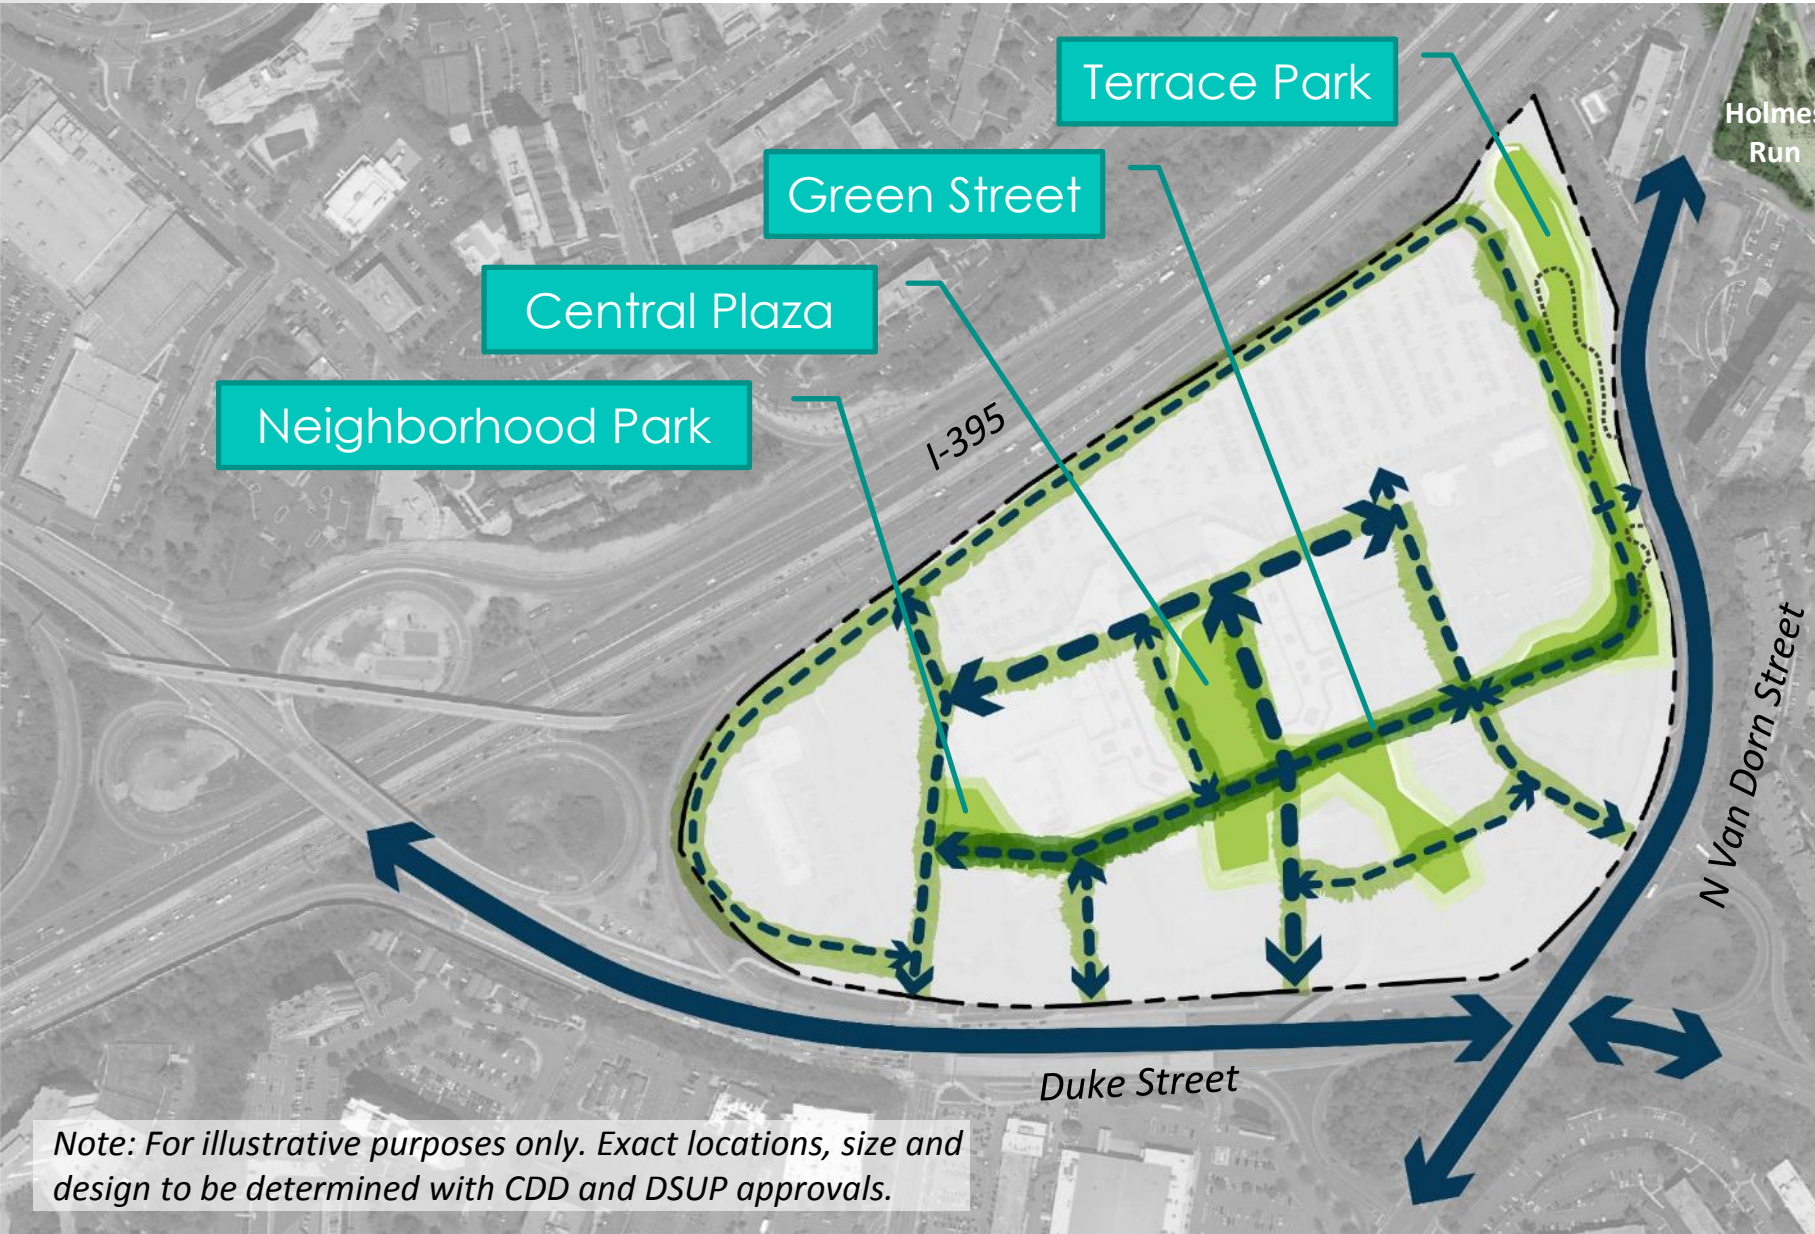 Terrace Park
Holmes
Run
Green Street
Central Plaza
Neighborhood Park
I-395
N Van Dorn Street
Duke Street
Note: For illustrative purposes only. Exact locations, size and
design to be determined with CDD and DSUP approvals.